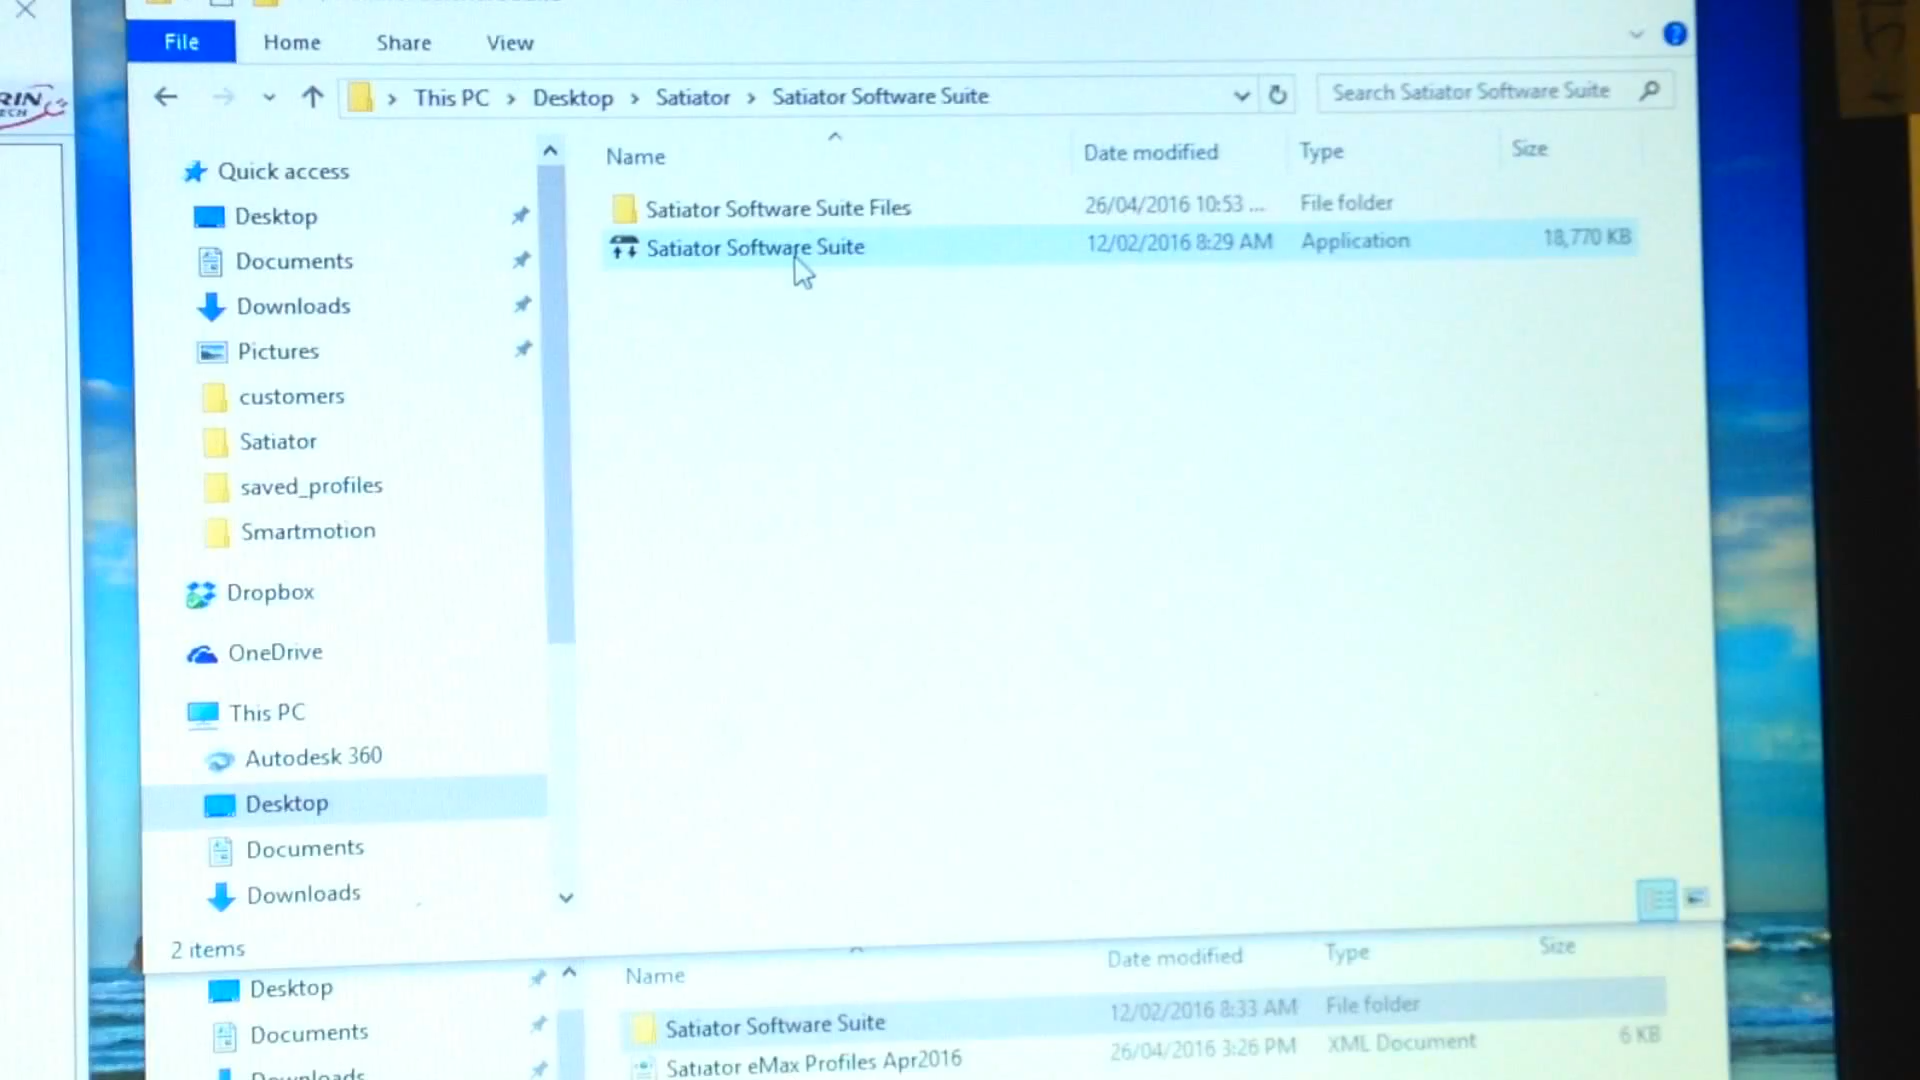 File Home Share View
This PC > Desktop > Satiator > Satiator Software Suite
Search Satiator Software Suite
RIN
ECH
Name Date modified Type Size
Satiator Software Suite Files 26/04/2016 10:53 ... File folder
Satiator Software Suite 12/02/2016 8:29 AM Application 18,770 KB
Quick access
Desktop
Documents
Downloads
Pictures
customers
Satiator
saved_profiles
Smartmotion
Dropbox
OneDrive
This PC
Autodesk 360
Desktop
Documents
Downloads
2 items
Desktop
Documents
Downloads
Name Date modified Type Size
Satiator Software Suite 12/02/2016 8:33 AM File folder
Satiator eMax Profiles Apr2016 26/04/2016 3:26 PM XML Document 6 KB